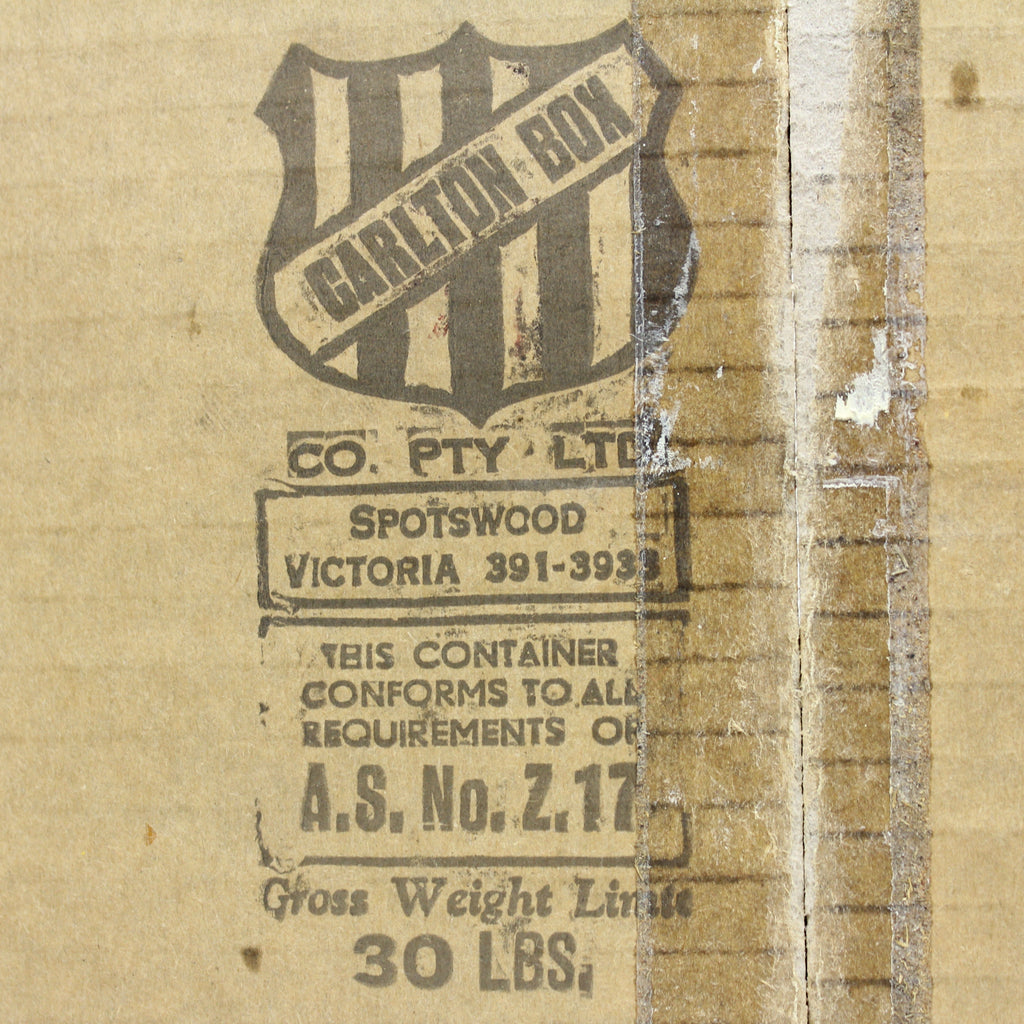 CARLTON BOX
CO. PTY. LTD
SPOTSWOOD
VICTORIA 391-3933
THIS CONTAINER
CONFORMS TO ALL
REQUIREMENTS OF
A.S. No. Z.17
Gross Weight Limit
30 LBS.